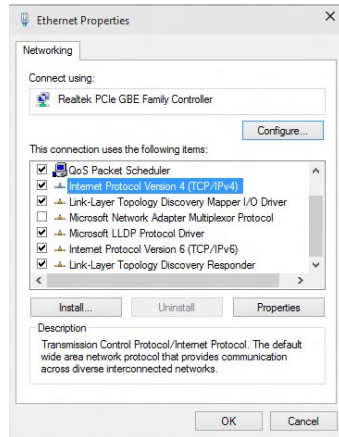 Ethernet Properties
Networking
Connect using:
Realtek PCIe GBE Family Controller
Configure...
This connection uses the following items:
QoS Packet Scheduler
Internet Protocol Version 4 (TCP/IPv4)
Link-Layer Topology Discovery Mapper I/O Driver
Microsoft Network Adapter Multiplexor Protocol
Microsoft LLDP Protocol Driver
Internet Protocol Version 6 (TCP/IPv6)
Link-Layer Topology Discovery Responder
Install...
Uninstall
Properties
Description
Transmission Control Protocol/Internet Protocol. The default
wide area network protocol that provides communication
across diverse interconnected networks.
OK
Cancel